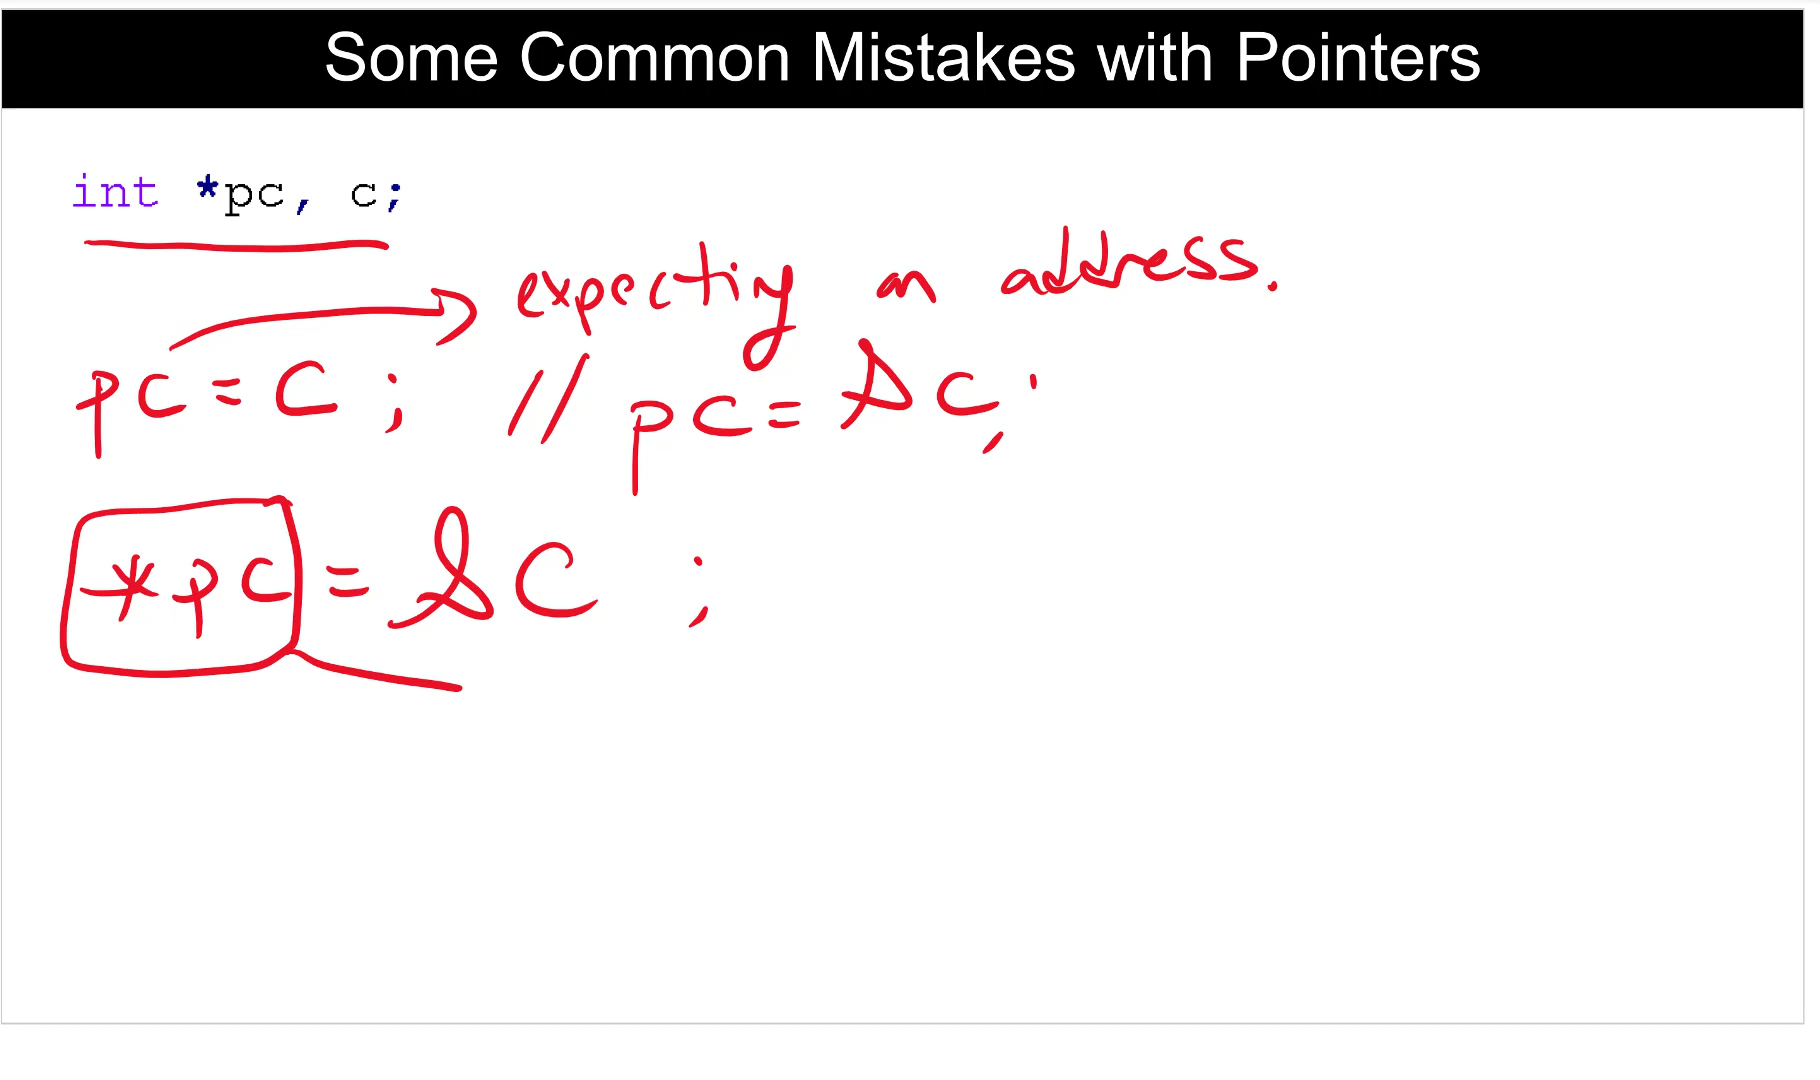 Some Common Mistakes with Pointers
int *pc, c;
expecting an address.
pc = c; // pc = &c;
*pc = &c ;